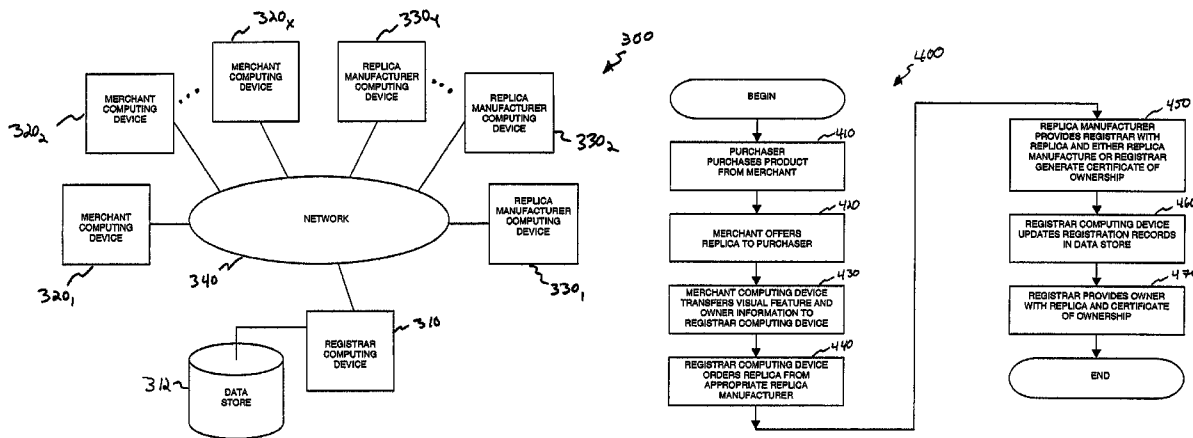 320x
330y
300
MERCHANT
COMPUTING
DEVICE
REPLICA
MANUFACTURER
COMPUTING
DEVICE
MERCHANT
COMPUTING
DEVICE
REPLICA
MANUFACTURER
COMPUTING
DEVICE
3202
3302
MERCHANT
COMPUTING
DEVICE
NETWORK
REPLICA
MANUFACTURER
COMPUTING
DEVICE
3201
340
3301
310
REGISTRAR
COMPUTING
DEVICE
312
DATA
STORE
400
BEGIN
410
PURCHASER
PURCHASES PRODUCT
FROM MERCHANT
420
MERCHANT OFFERS
REPLICA TO PURCHASER
430
MERCHANT COMPUTING DEVICE
TRANSFERS VISUAL FEATURE AND
OWNER INFORMATION TO
REGISTRAR COMPUTING DEVICE
440
REGISTRAR COMPUTING DEVICE
ORDERS REPLICA FROM
APPROPRIATE REPLICA
MANUFACTURER
450
REPLICA MANUFACTURER
PROVIDES REGISTRAR WITH
REPLICA AND EITHER REPLICA
MANUFACTURE OR REGISTRAR
GENERATE CERTIFICATE OF
OWNERSHIP
460
REGISTRAR COMPUTING DEVICE
UPDATES REGISTRATION RECORDS
IN DATA STORE
470
REGISTRAR PROVIDES OWNER
WITH REPLICA AND CERTIFICATE
OF OWNERSHIP
END